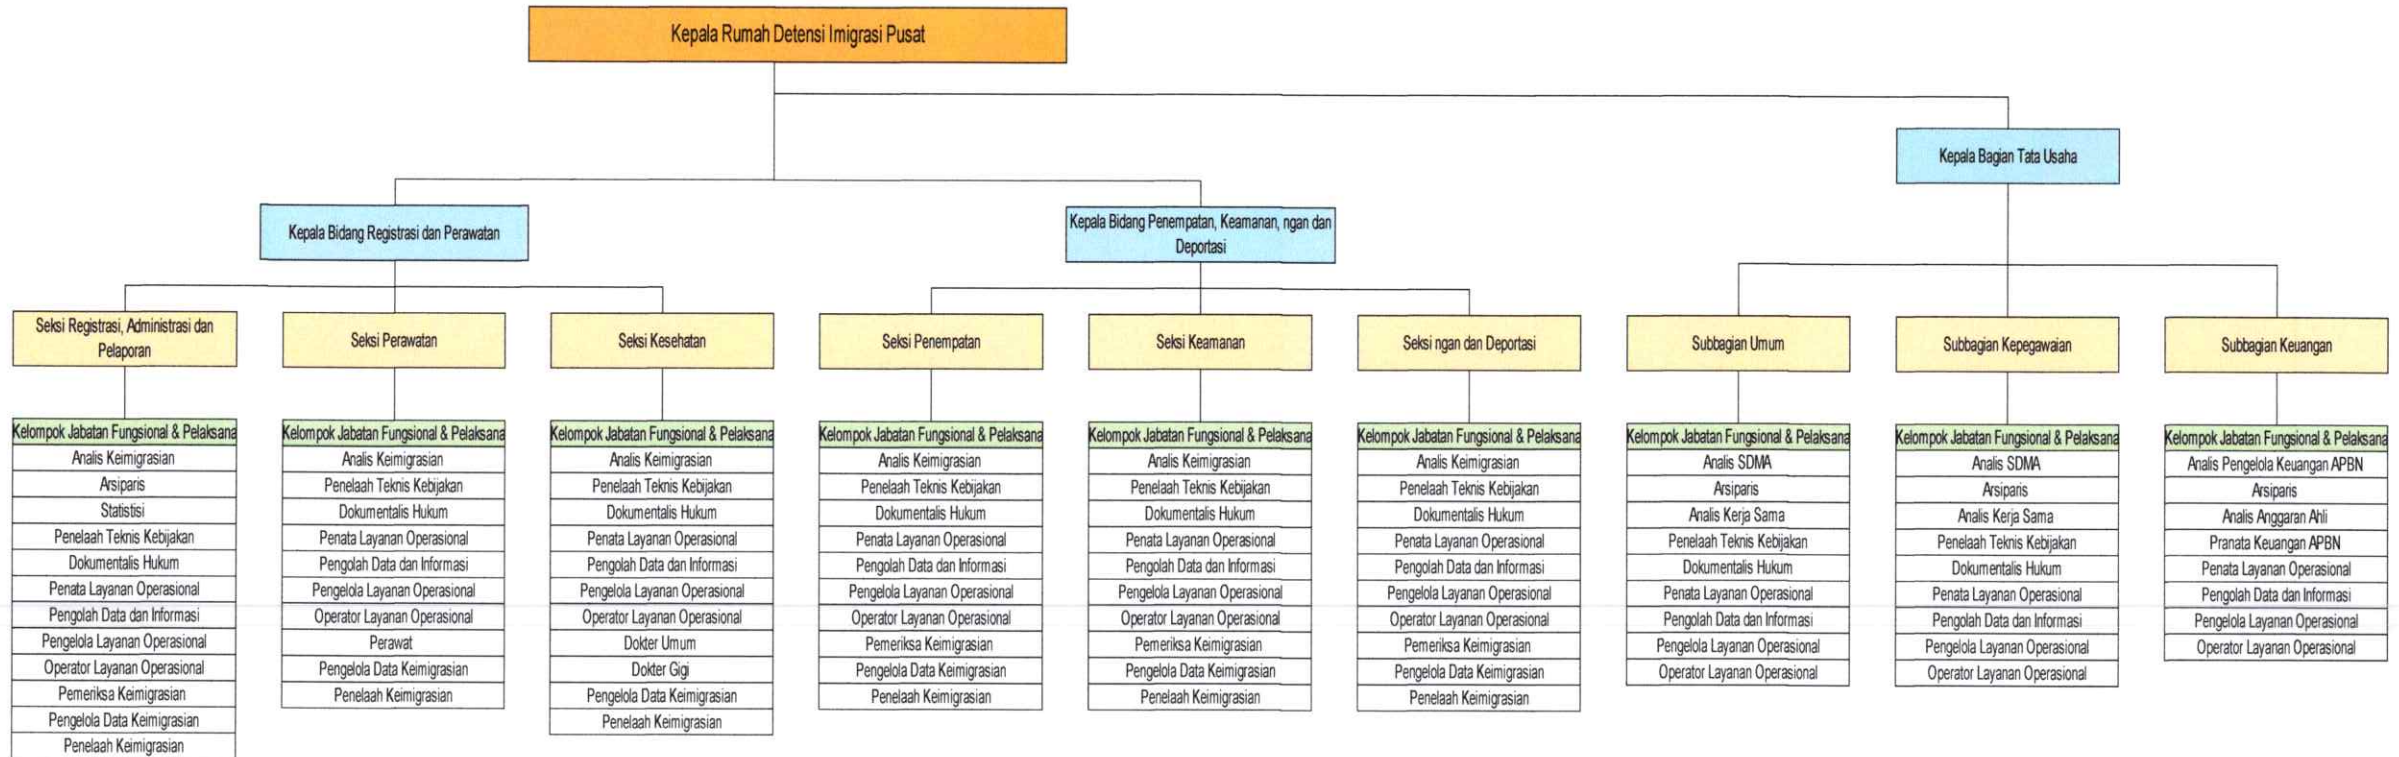 Kepala Rumah Detensi Imigrasi Pusat
Kepala Bagian Tata Usaha
Kepala Bidang Registrasi dan Perawatan
Kepala Bidang Penempatan, Keamanan, ngan dan
Deportasi
Seksi Registrasi, Administrasi dan
Pelaporan
Seksi Perawatan
Seksi Kesehatan
Seksi Penempatan
Seksi Keamanan
Seksi ngan dan Deportasi
Subbagian Umum
Subbagian Kepegawaian
Subbagian Keuangan
Kelompok Jabatan Fungsional & Pelaksana
Analis Keimigrasian
Arsiparis
Statistisi
Penelaah Teknis Kebijakan
Dokumentalis Hukum
Penata Layanan Operasional
Pengolah Data dan Informasi
Pengelola Layanan Operasional
Operator Layanan Operasional
Pemeriksa Keimigrasian
Pengelola Data Keimigrasian
Penelaah Keimigrasian
Kelompok Jabatan Fungsional & Pelaksana
Analis Keimigrasian
Penelaah Teknis Kebijakan
Dokumentalis Hukum
Penata Layanan Operasional
Pengolah Data dan Informasi
Pengelola Layanan Operasional
Operator Layanan Operasional
Perawat
Pengelola Data Keimigrasian
Penelaah Keimigrasian
Kelompok Jabatan Fungsional & Pelaksana
Analis Keimigrasian
Penelaah Teknis Kebijakan
Dokumentalis Hukum
Penata Layanan Operasional
Pengolah Data dan Informasi
Pengelola Layanan Operasional
Operator Layanan Operasional
Dokter Umum
Dokter Gigi
Pengelola Data Keimigrasian
Penelaah Keimigrasian
Kelompok Jabatan Fungsional & Pelaksana
Analis Keimigrasian
Penelaah Teknis Kebijakan
Dokumentalis Hukum
Penata Layanan Operasional
Pengolah Data dan Informasi
Pengelola Layanan Operasional
Operator Layanan Operasional
Pemeriksa Keimigrasian
Pengelola Data Keimigrasian
Penelaah Keimigrasian
Kelompok Jabatan Fungsional & Pelaksana
Analis Keimigrasian
Penelaah Teknis Kebijakan
Dokumentalis Hukum
Penata Layanan Operasional
Pengolah Data dan Informasi
Pengelola Layanan Operasional
Operator Layanan Operasional
Pemeriksa Keimigrasian
Pengelola Data Keimigrasian
Penelaah Keimigrasian
Kelompok Jabatan Fungsional & Pelaksana
Analis Keimigrasian
Penelaah Teknis Kebijakan
Dokumentalis Hukum
Penata Layanan Operasional
Pengolah Data dan Informasi
Pengelola Layanan Operasional
Operator Layanan Operasional
Pemeriksa Keimigrasian
Pengelola Data Keimigrasian
Penelaah Keimigrasian
Kelompok Jabatan Fungsional & Pelaksana
Analis SDMA
Arsiparis
Analis Kerja Sama
Penelaah Teknis Kebijakan
Dokumentalis Hukum
Penata Layanan Operasional
Pengolah Data dan Informasi
Pengelola Layanan Operasional
Operator Layanan Operasional
Kelompok Jabatan Fungsional & Pelaksana
Analis SDMA
Arsiparis
Analis Kerja Sama
Penelaah Teknis Kebijakan
Dokumentalis Hukum
Penata Layanan Operasional
Pengolah Data dan Informasi
Pengelola Layanan Operasional
Operator Layanan Operasional
Kelompok Jabatan Fungsional & Pelaksana
Analis Pengelola Keuangan APBN
Arsiparis
Analis Anggaran Ahli
Pranata Keuangan APBN
Penata Layanan Operasional
Pengolah Data dan Informasi
Pengelola Layanan Operasional
Operator Layanan Operasional